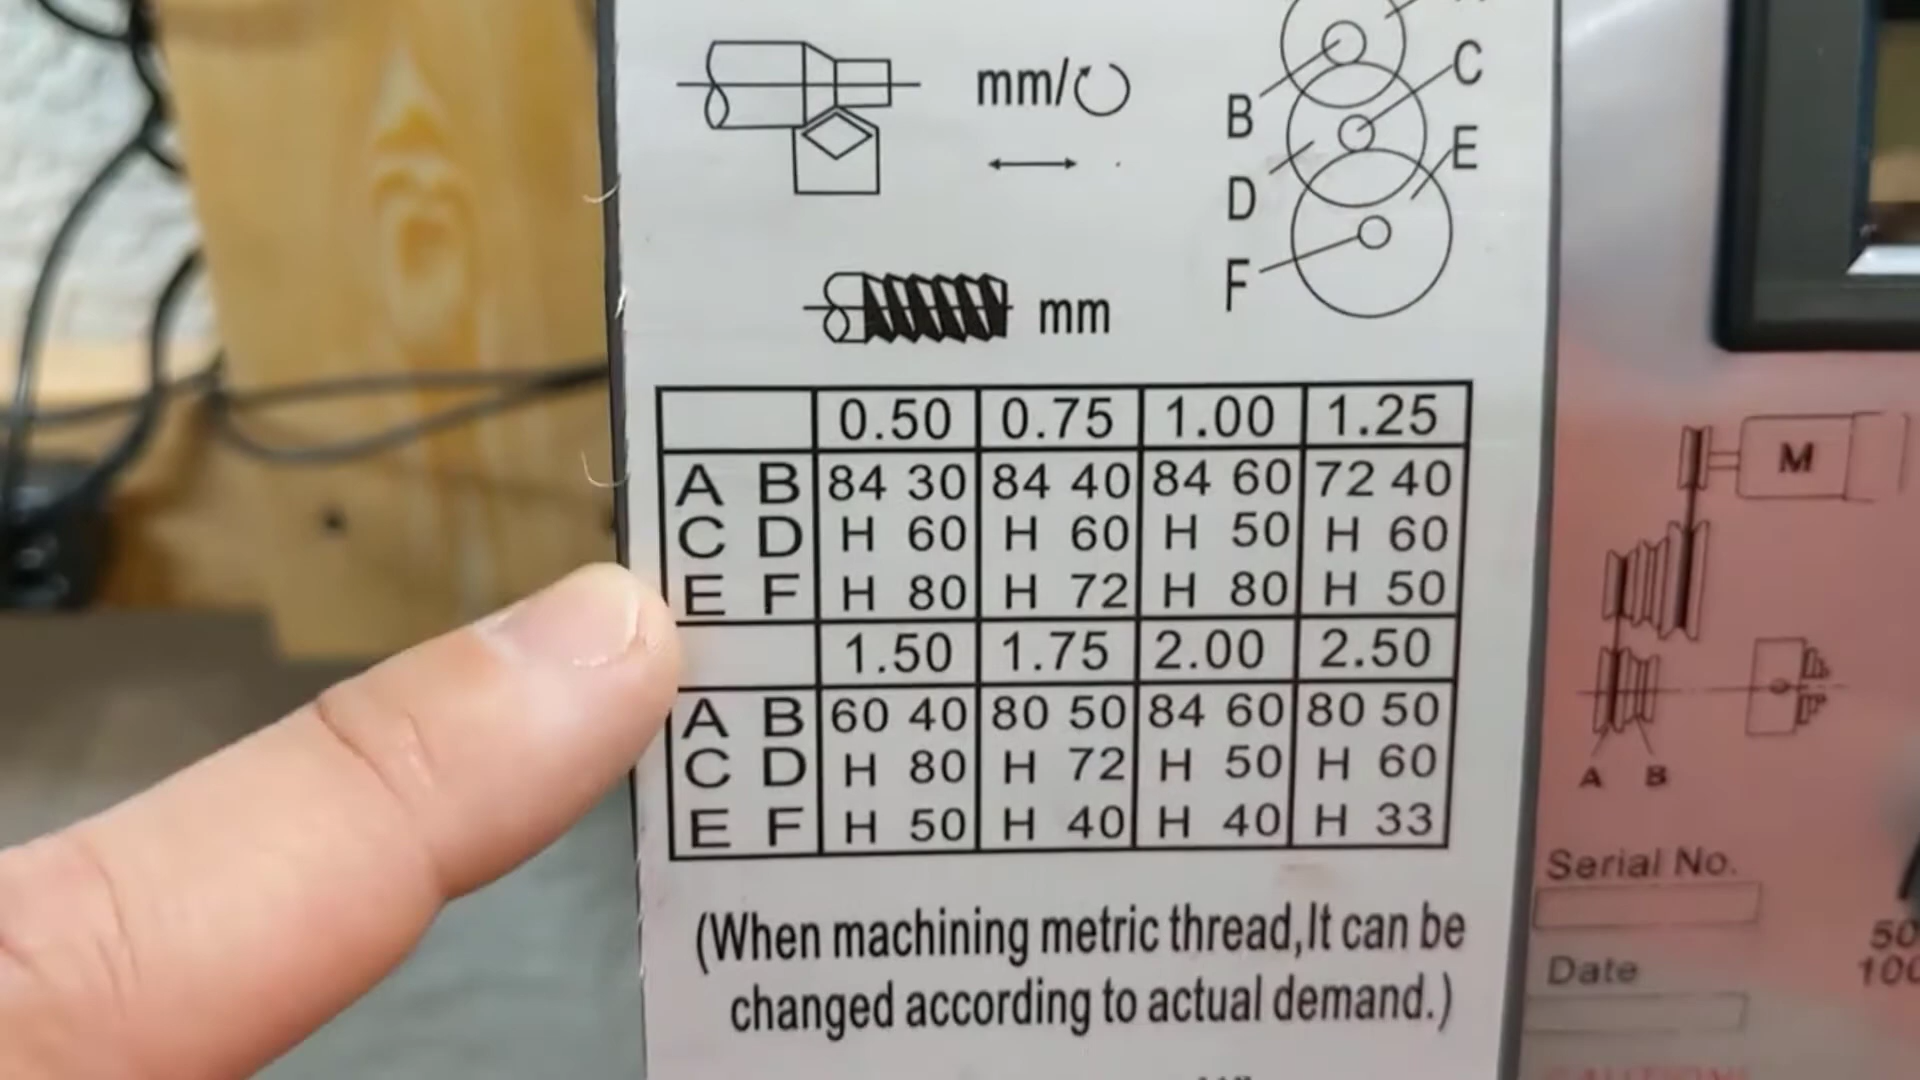 mm/
C
B
E
D
F
mm
0.50 0.75 1.00 1.25
A B 84 30 84 40 84 60 72 40
C D H 60 H 60 H 50 H 60
E F H 80 H 72 H 80 H 50
1.50 1.75 2.00 2.50
A B 60 40 80 50 84 60 80 50
C D H 80 H 72 H 50 H 60
E F H 50 H 40 H 40 H 33
(When machining metric thread,It can be
changed according to actual demand.)
M
A B
Serial No.
50
Date
100